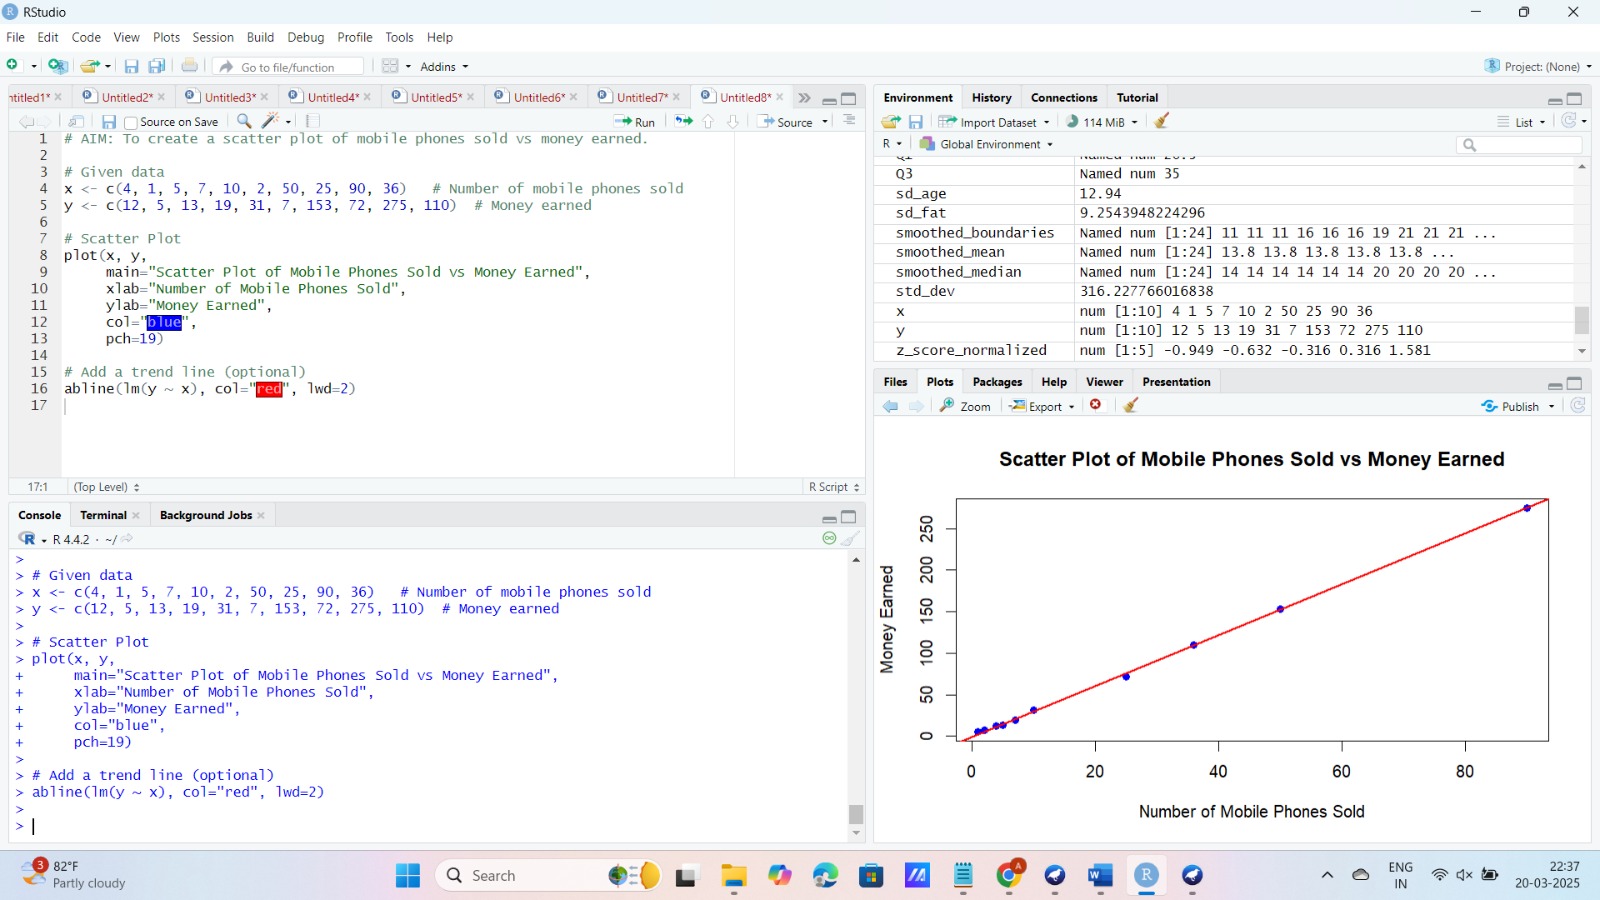 RStudio
File Edit Code View Plots Session Build Debug Profile Tools Help
Go to file/function Addins Project: (None)
ntitled1* Untitled2* Untitled3* Untitled4* Untitled5* Untitled6* Untitled7* Untitled8*
Source on Save Run Source
1 # AIM: To create a scatter plot of mobile phones sold vs money earned.
2
3 # Given data
4 x <- c(4, 1, 5, 7, 10, 2, 50, 25, 90, 36) # Number of mobile phones sold
5 y <- c(12, 5, 13, 19, 31, 7, 153, 72, 275, 110) # Money earned
6
7 # Scatter Plot
8 plot(x, y,
9 main="Scatter Plot of Mobile Phones Sold vs Money Earned",
10 xlab="Number of Mobile Phones Sold",
11 ylab="Money Earned",
12 col="blue",
13 pch=19)
14
15 # Add a trend line (optional)
16 abline(lm(y ~ x), col="red", lwd=2)
17
17:1 (Top Level) R Script
Console Terminal Background Jobs
R 4.4.2 · ~/
>
> # Given data
> x <- c(4, 1, 5, 7, 10, 2, 50, 25, 90, 36) # Number of mobile phones sold
> y <- c(12, 5, 13, 19, 31, 7, 153, 72, 275, 110) # Money earned
>
> # Scatter Plot
> plot(x, y,
+ main="Scatter Plot of Mobile Phones Sold vs Money Earned",
+ xlab="Number of Mobile Phones Sold",
+ ylab="Money Earned",
+ col="blue",
+ pch=19)
>
> # Add a trend line (optional)
> abline(lm(y ~ x), col="red", lwd=2)
>
>
Environment History Connections Tutorial
Import Dataset 114 MiB List
R Global Environment
Q3 Named num 35
sd_age 12.94
sd_fat 9.2543948224296
smoothed_boundaries Named num [1:24] 11 11 11 16 16 16 19 21 21 21 ...
smoothed_mean Named num [1:24] 13.8 13.8 13.8 13.8 13.8 ...
smoothed_median Named num [1:24] 14 14 14 14 14 14 20 20 20 20 ...
std_dev 316.227766016838
x num [1:10] 4 1 5 7 10 2 50 25 90 36
y num [1:10] 12 5 13 19 31 7 153 72 275 110
z_score_normalized num [1:5] -0.949 -0.632 -0.316 0.316 1.581
Files Plots Packages Help Viewer Presentation
Zoom Export Publish
Scatter Plot of Mobile Phones Sold vs Money Earned
Money Earned
250
200
150
100
50
0
0 20 40 60 80
Number of Mobile Phones Sold
3 82°F
Partly cloudy
Search
A
ENG
IN
22:37
20-03-2025